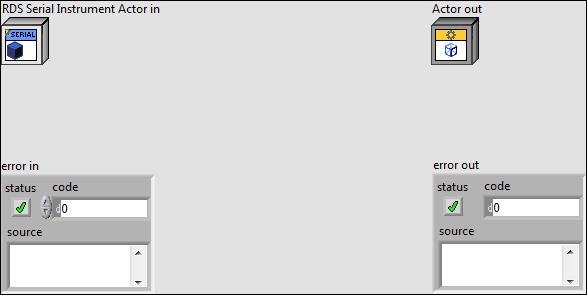 RDS Serial Instrument Actor in
Actor out
SERIAL
error in
error out
status code
status code
0
0
source
source